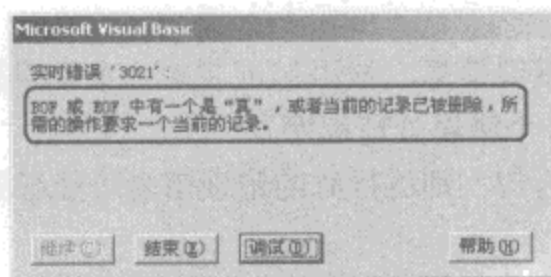 Microsoft Visual Basic
实时错误 '3021':
BOF 或 EOF 中有一个是“真”,或者当前的记录已被删除,所
需的操作要求一个当前的记录。
继续(C)
结束(E)
调试(D)
帮助(H)